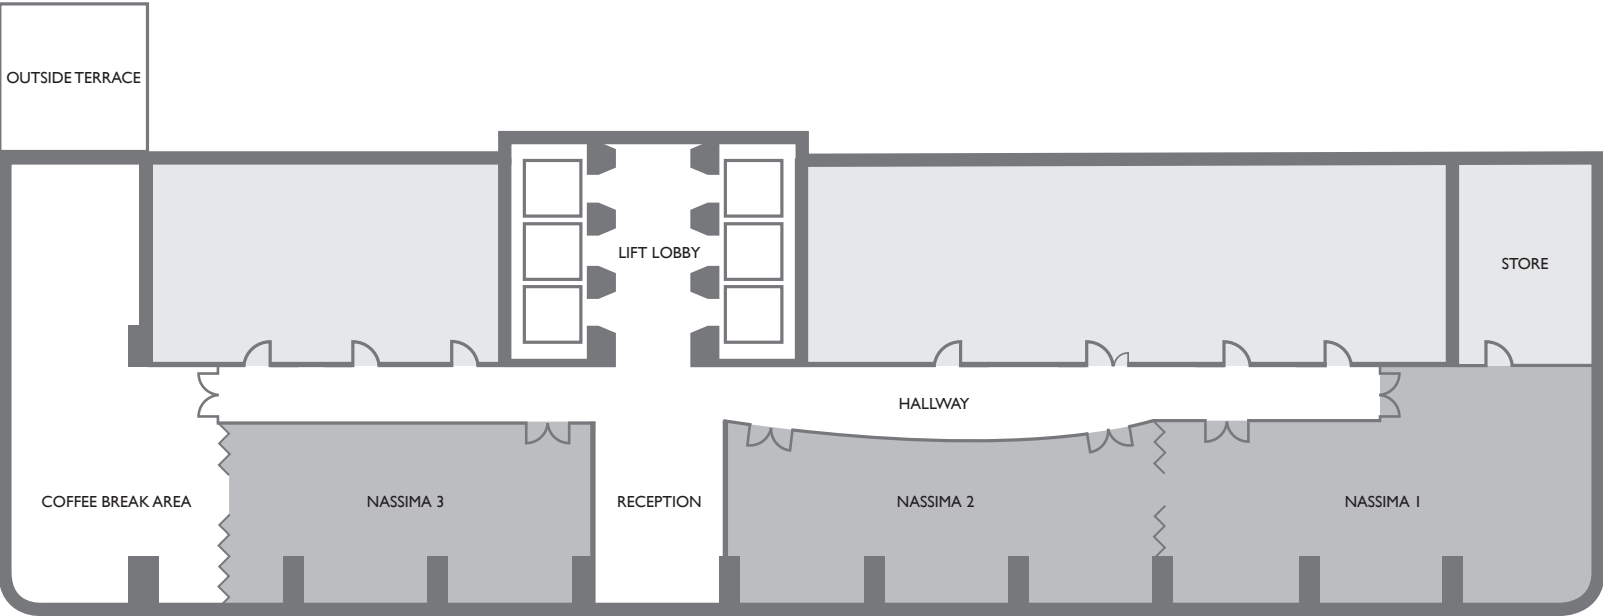 OUTSIDE TERRACE
LIFT LOBBY
STORE
HALLWAY
COFFEE BREAK AREA
NASSIMA 3
RECEPTION
NASSIMA 2
NASSIMA 1